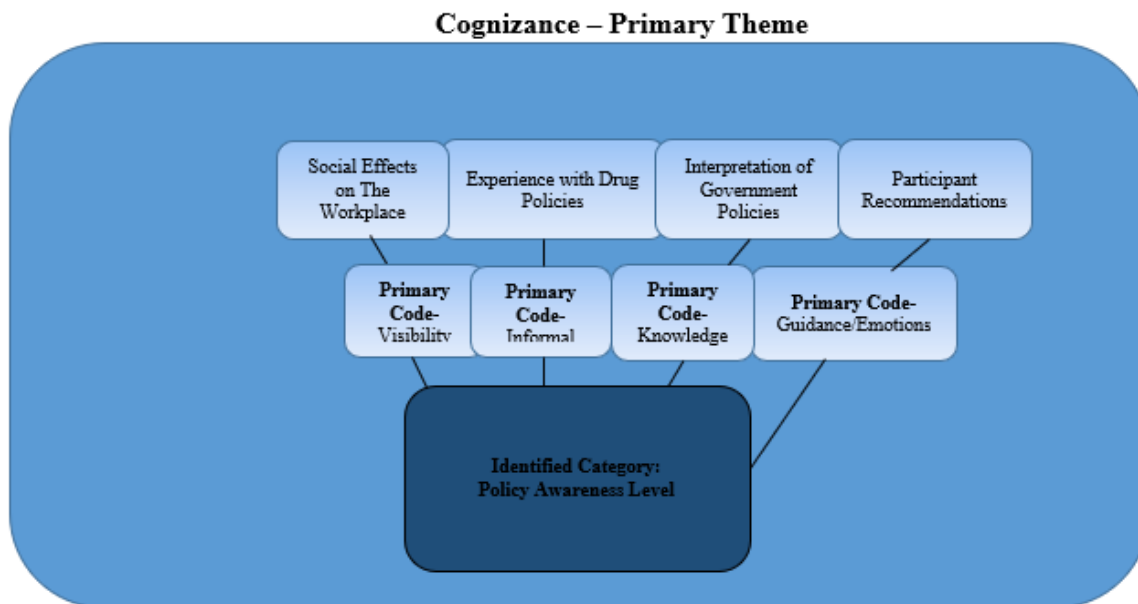 Cognizance – Primary Theme
Social Effects
on The
Workplace
Experience with Drug
Policies
Interpretation of
Government
Policies
Participant
Recommendations
Primary
Code-
Visibility
Primary
Code-
Informal
Primary
Code-
Knowledge
Primary Code-
Guidance/Emotions
Identified Category:
Policy Awareness Level